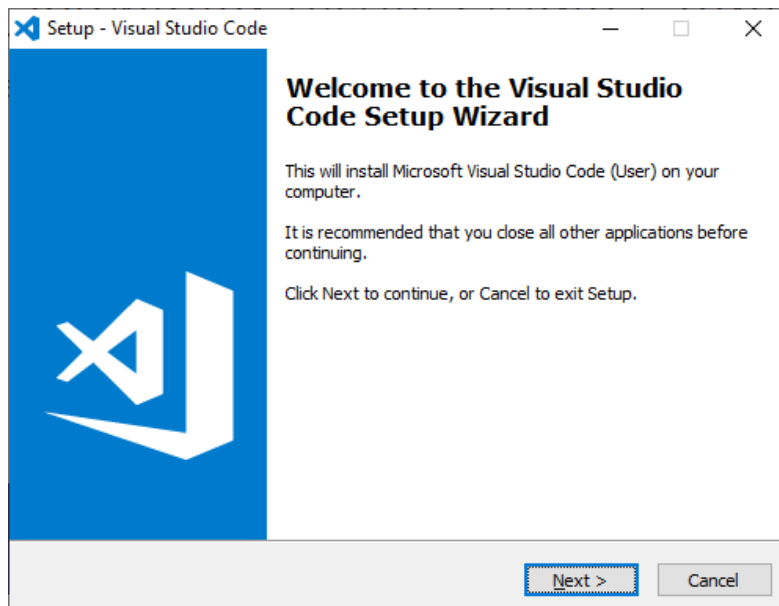 Setup - Visual Studio Code
Welcome to the Visual Studio
Code Setup Wizard
This will install Microsoft Visual Studio Code (User) on your
computer.
It is recommended that you close all other applications before
continuing.
Click Next to continue, or Cancel to exit Setup.
Next >
Cancel